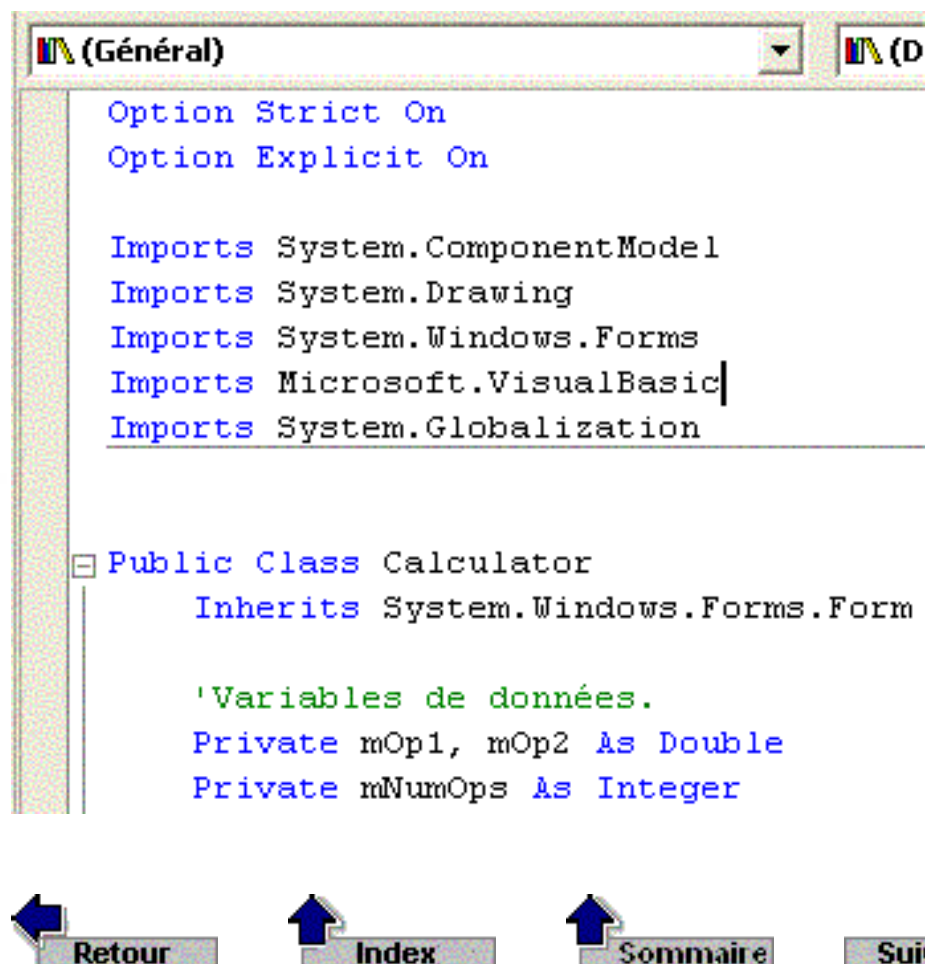 (Général) (D
Option Strict On
Option Explicit On
Imports System.ComponentModel
Imports System.Drawing
Imports System.Windows.Forms
Imports Microsoft.VisualBasic
Imports System.Globalization
Public Class Calculator
Inherits System.Windows.Forms.Form
'Variables de données.
Private mOp1, mOp2 As Double
Private mNumOps As Integer
Retour Index Sommaire Sui